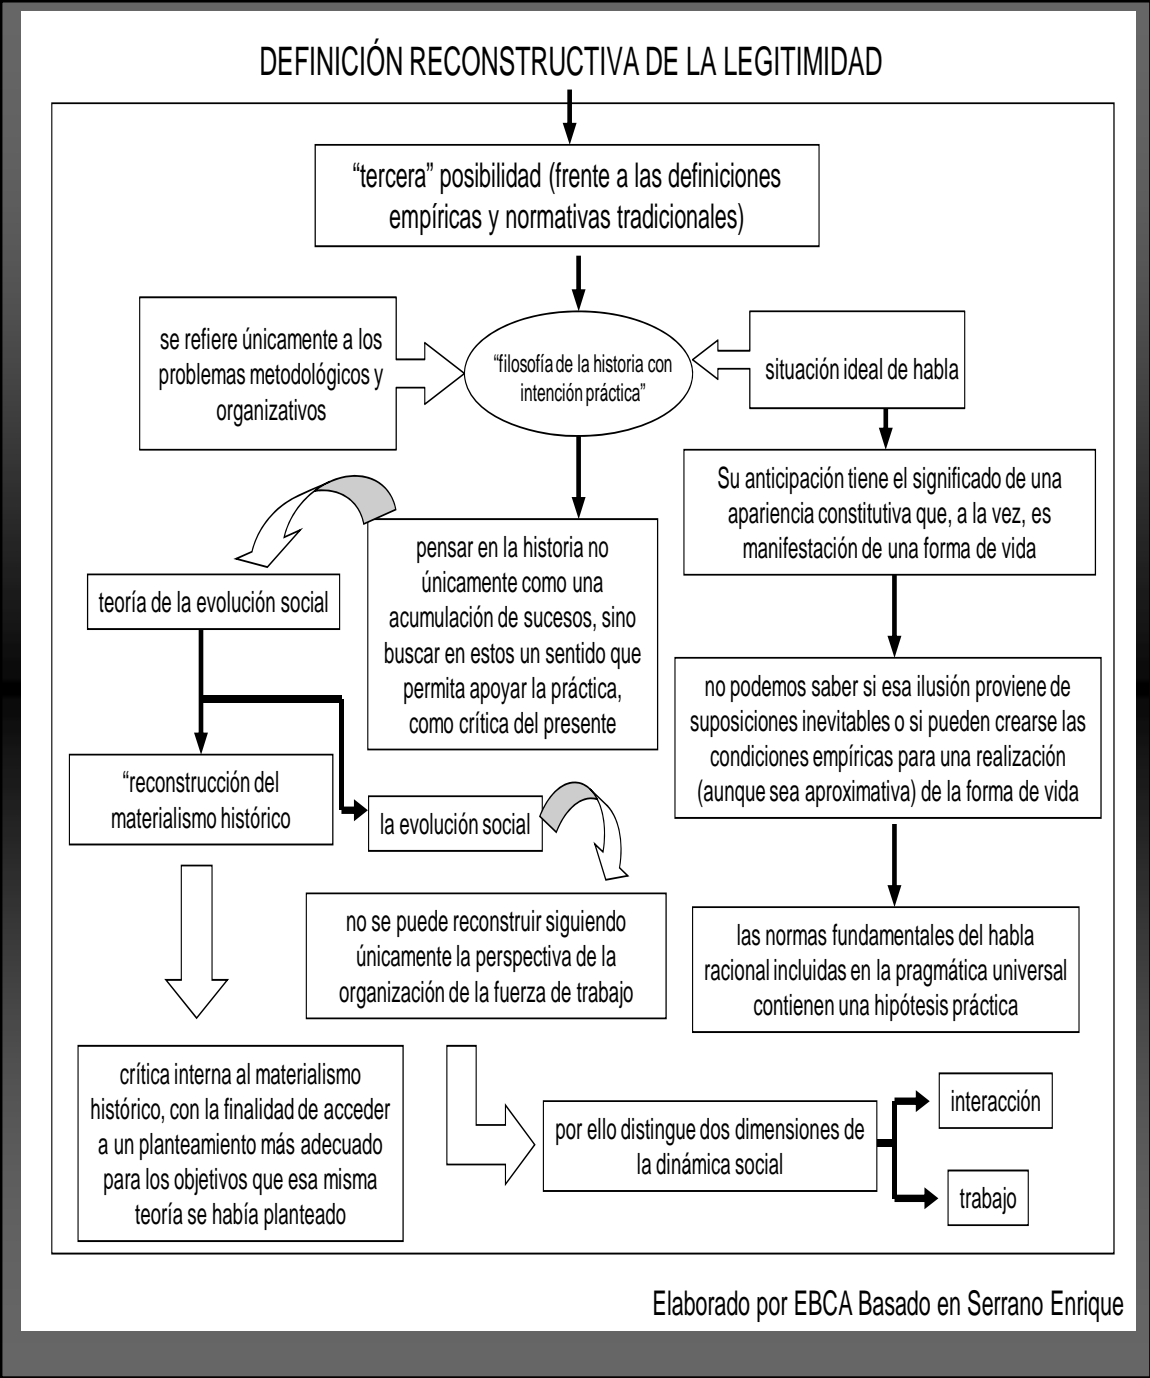 DEFINICIÓN RECONSTRUCTIVA DE LA LEGITIMIDAD
“tercera” posibilidad (frente a las definiciones
empíricas y normativas tradicionales)
se refiere únicamente a los
problemas metodológicos y
organizativos
“filosofía de la historia con
intención práctica”
situación ideal de habla
Su anticipación tiene el significado de una
apariencia constitutiva que, a la vez, es
manifestación de una forma de vida
pensar en la historia no
únicamente como una
acumulación de sucesos, sino
buscar en estos un sentido que
permita apoyar la práctica,
como crítica del presente
teoría de la evolución social
no podemos saber si esa ilusión proviene de
suposiciones inevitables o si pueden crearse las
condiciones empíricas para una realización
(aunque sea aproximativa) de la forma de vida
“reconstrucción del
materialismo histórico
la evolución social
no se puede reconstruir siguiendo
únicamente la perspectiva de la
organización de la fuerza de trabajo
las normas fundamentales del habla
racional incluidas en la pragmática universal
contienen una hipótesis práctica
crítica interna al materialismo
histórico, con la finalidad de acceder
a un planteamiento más adecuado
para los objetivos que esa misma
teoría se había planteado
por ello distingue dos dimensiones de
la dinámica social
interacción
trabajo
Elaborado por EBCA Basado en Serrano Enrique